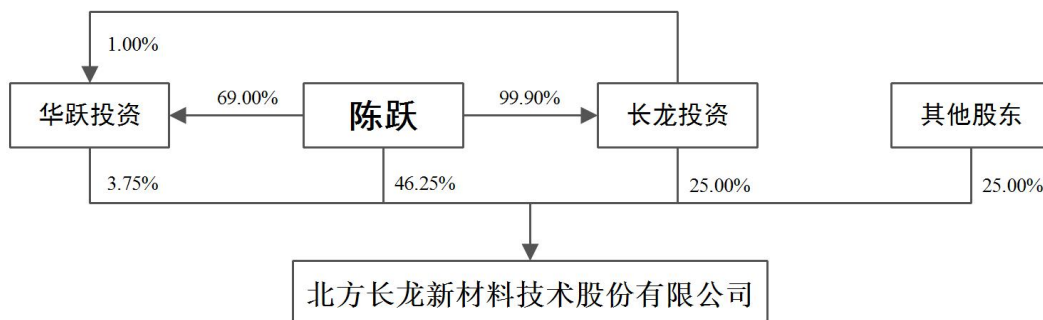 1.00%
华跃投资
69.00%
陈跃
99.90%
长龙投资
其他股东
3.75%
46.25%
25.00%
25.00%
北方长龙新材料技术股份有限公司